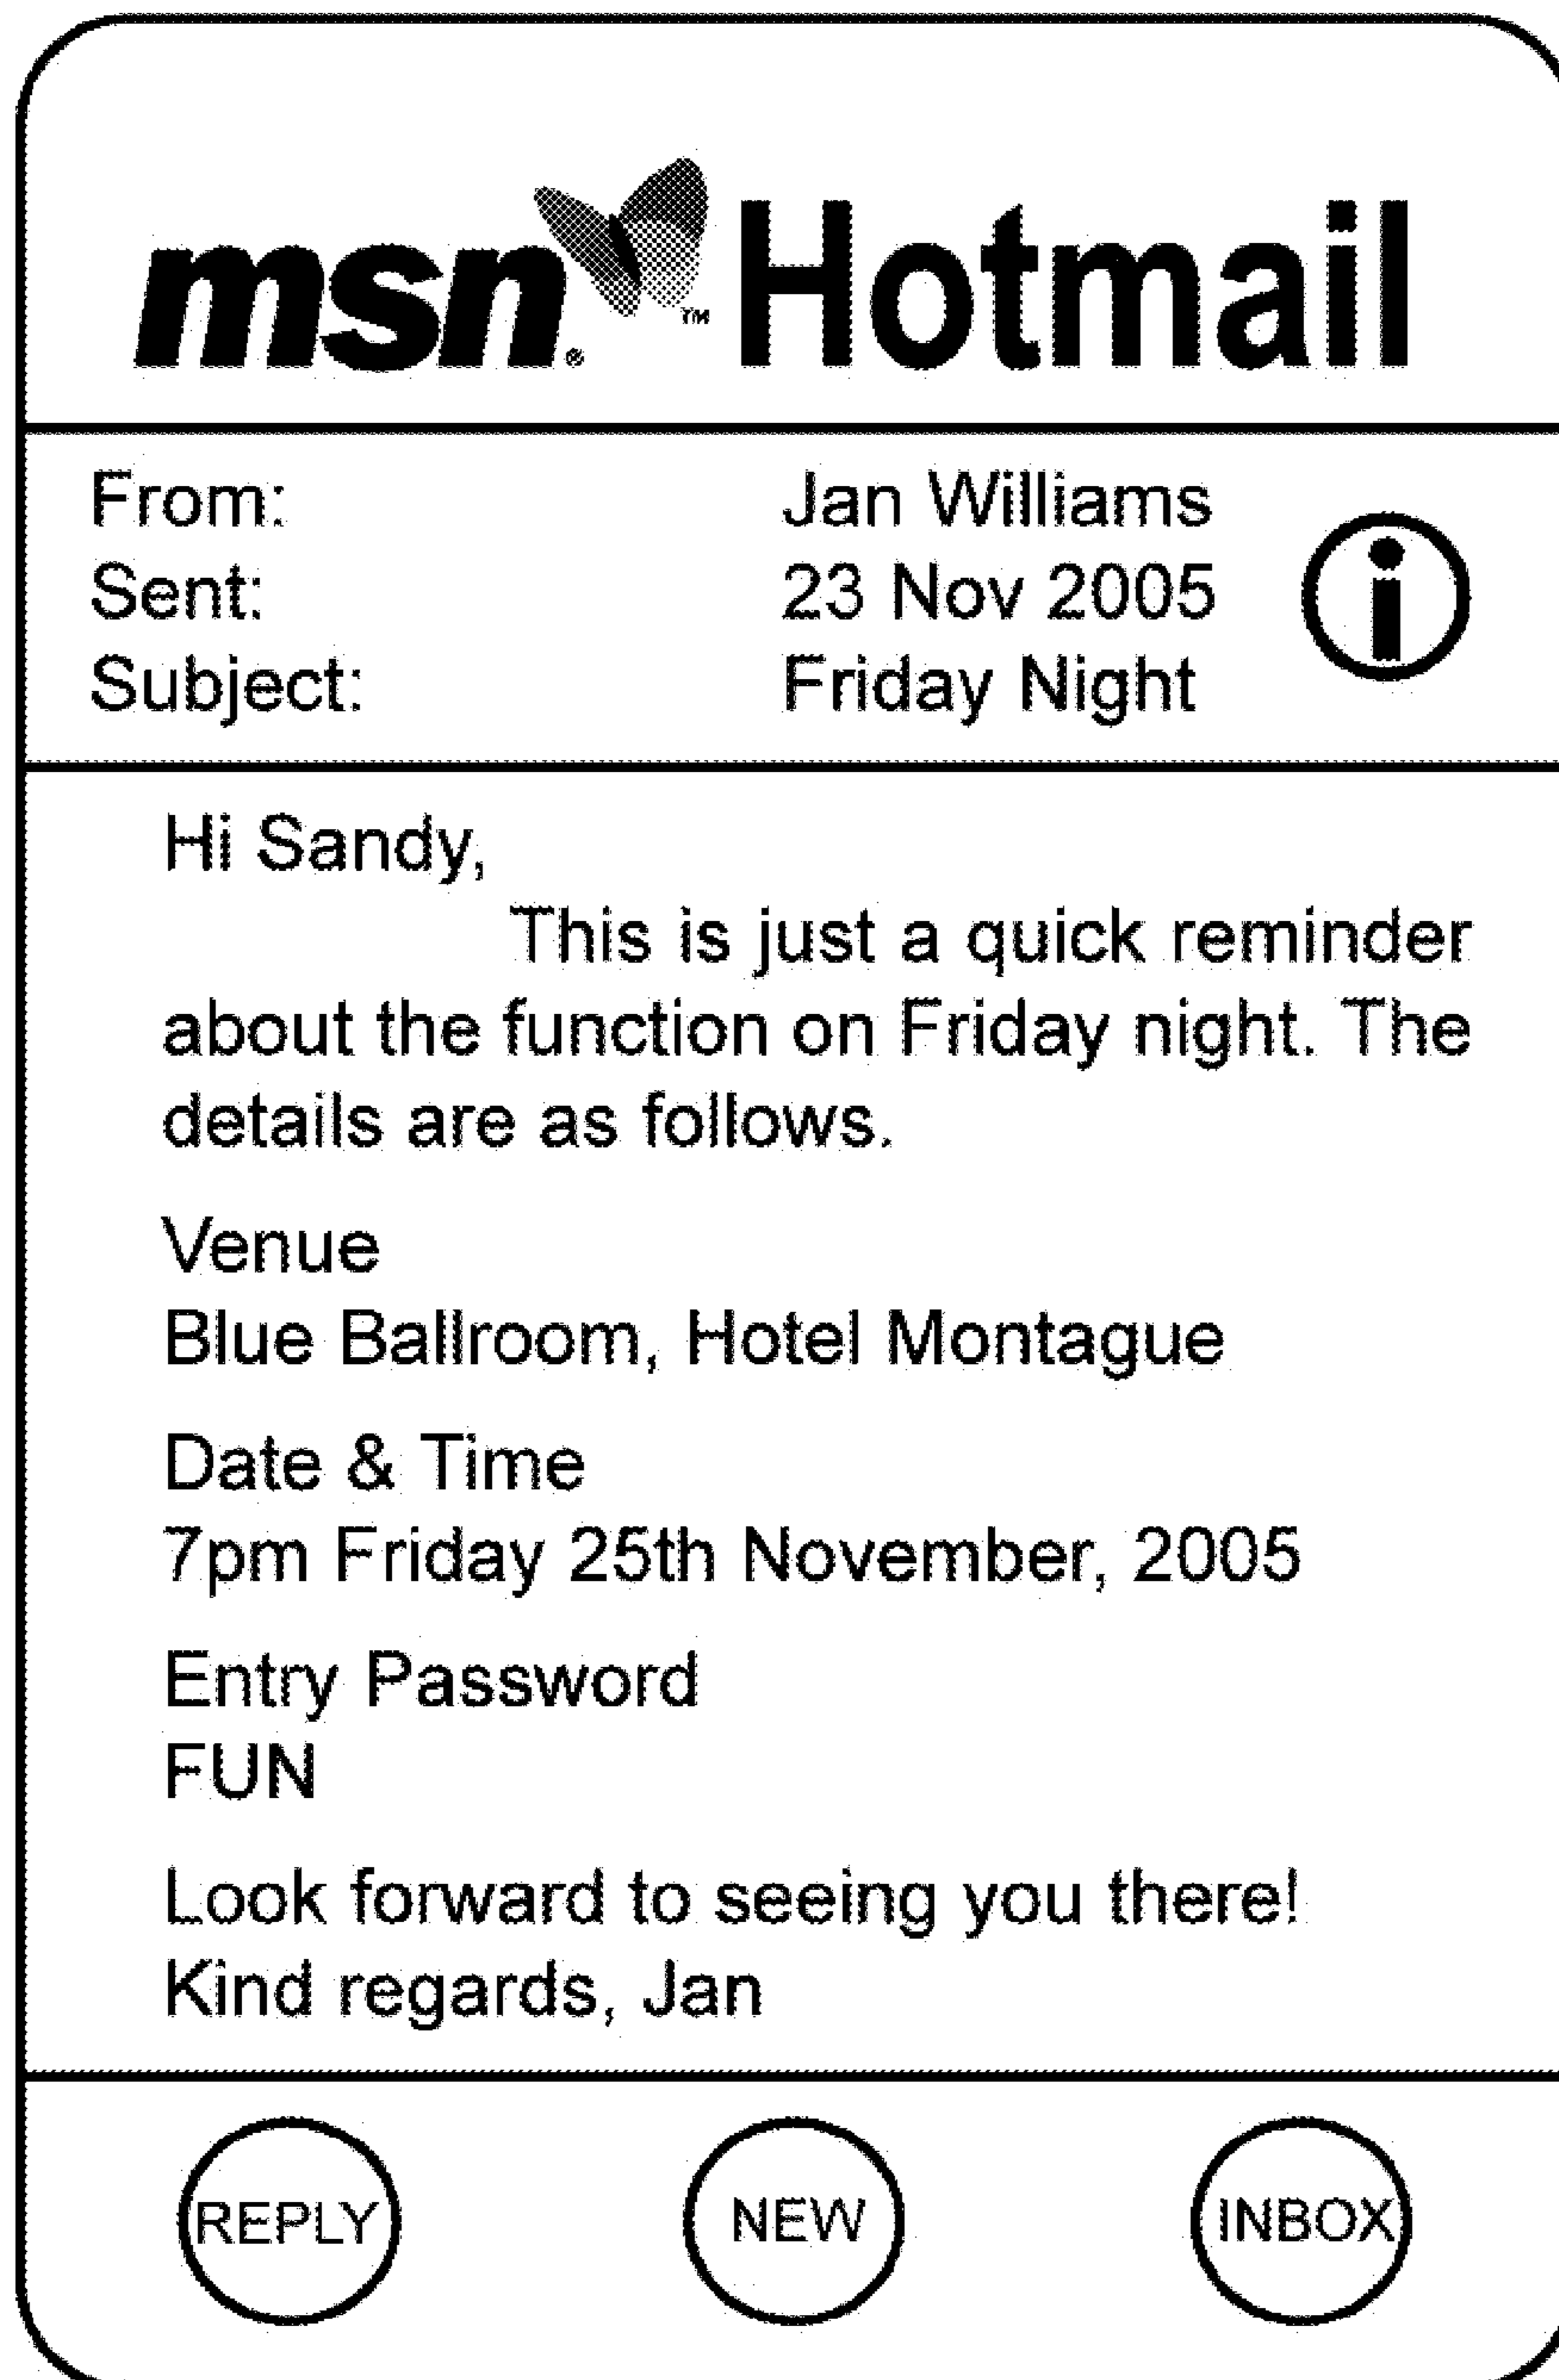 msn® ™ Hotmail
From: Jan Williams
Sent: 23 Nov 2005
Subject: Friday Night
i
Hi Sandy,
This is just a quick reminder
about the function on Friday night. The
details are as follows.
Venue
Blue Ballroom, Hotel Montague
Date & Time
7pm Friday 25th November, 2005
Entry Password
FUN
Look forward to seeing you there!
Kind regards, Jan
REPLY NEW INBOX